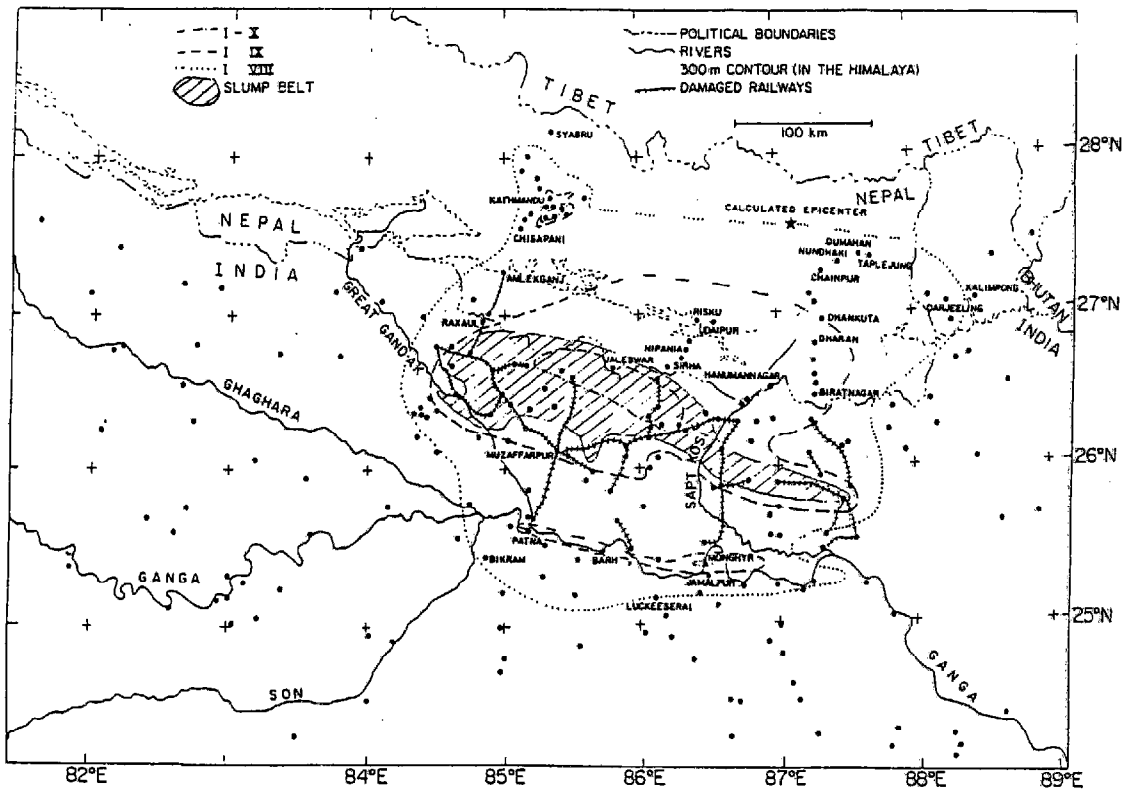 I - X
I IX
I VIII
SLUMP BELT
POLITICAL BOUNDARIES
RIVERS
300m CONTOUR (IN THE HIMALAYA)
DAMAGED RAILWAYS
100 km
TIBET
TIBET
SYABRU
28°N
KATHMANDU
NEPAL
CALCULATED EPICENTER
NEPAL
CHISAPANI
DUMAHAN
NUNDHAKI
TAPLEJUNG
CHAINPUR
INDIA
AMLEKGANJ
KALIMPONG
BHUTAN
DARJEELING
27°N
GREAT GANDAK
RAXAUL
RISKU
UDAIPUR
DHANKUTA
INDIA
NIPANIA
DHARAN
JALESWAR
SIRHA
HANUMANNAGAR
BIRATNAGAR
GHAGHARA
MUZAFFARPUR
SAPT KOSI
26°N
PATNA
BIKRAM
BARH
MONGHYR
JAMALPUR
GANGA
LUCKEESERAI
25°N
GANGA
SON
82°E
83°E
84°E
85°E
86°E
87°E
88°E
89°E